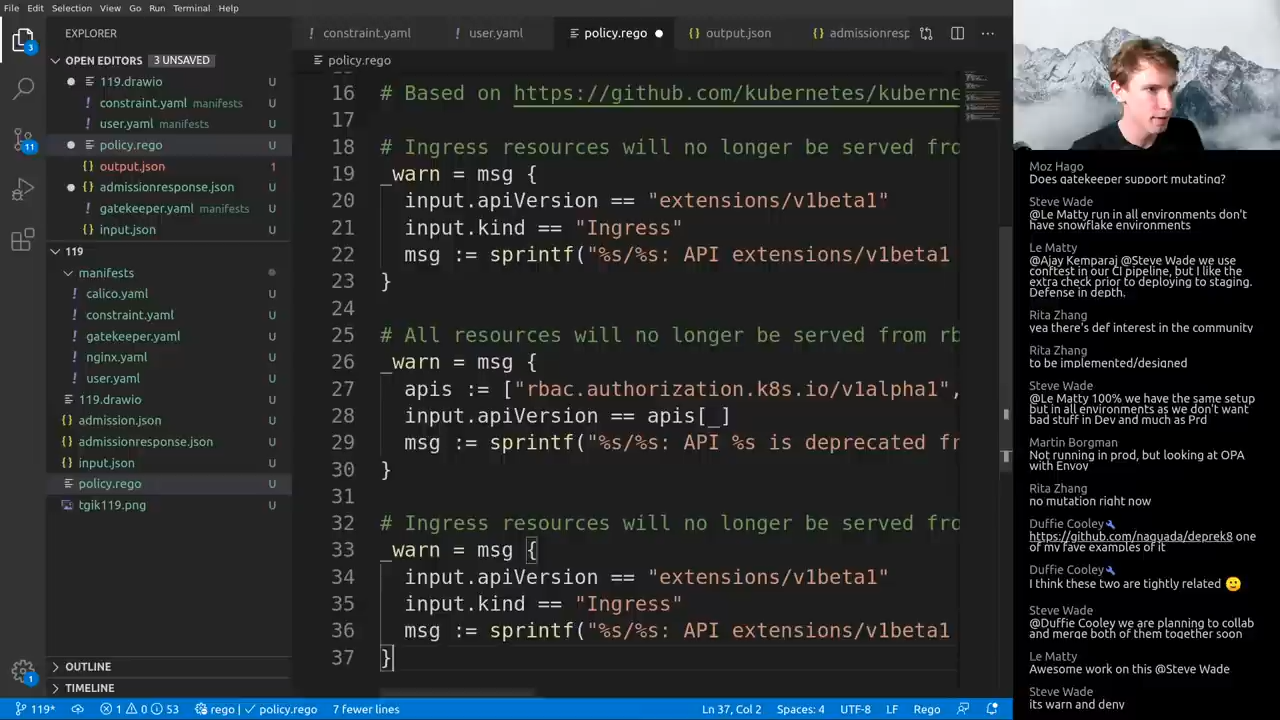 File Edit Selection View Go Run Terminal Help
EXPLORER
OPEN EDITORS 3 UNSAVED
119.drawio U
constraint.yaml manifests U
user.yaml manifests U
policy.rego U
output.json 1
admissionresponse.json U
gatekeeper.yaml manifests U
input.json U
119
manifests
calico.yaml U
constraint.yaml U
gatekeeper.yaml U
nginx.yaml U
user.yaml U
119.drawio U
admission.json U
admissionresponse.json U
input.json U
policy.rego U
tgik119.png U
OUTLINE
TIMELINE
3
11
1
constraint.yaml user.yaml policy.rego output.json admissionresp
policy.rego
16 # Based on https://github.com/kubernetes/kuberne
17
18 # Ingress resources will no longer be served fro
19 _warn = msg {
20 input.apiVersion == "extensions/v1beta1"
21 input.kind == "Ingress"
22 msg := sprintf("%s/%s: API extensions/v1beta1
23 }
24
25 # All resources will no longer be served from rb
26 _warn = msg {
27 apis := ["rbac.authorization.k8s.io/v1alpha1",
28 input.apiVersion == apis[_]
29 msg := sprintf("%s/%s: API %s is deprecated fr
30 }
31
32 # Ingress resources will no longer be served fro
33 _warn = msg {
34 input.apiVersion == "extensions/v1beta1"
35 input.kind == "Ingress"
36 msg := sprintf("%s/%s: API extensions/v1beta1
37 }
119* 1 0 53 rego policy.rego 7 fewer lines Ln 37, Col 2 Spaces: 4 UTF-8 LF Rego
Moz Hago
Does gatekeeper support mutating?
Steve Wade
@Le Matty run in all environments don't
have snowflake environments
Le Matty
@Ajay Kemparaj @Steve Wade we use
conftest in our CI pipeline, but I like the
extra check prior to deploying to staging.
Defense in depth.
Rita Zhang
yea there's def interest in the community
Rita Zhang
to be implemented/designed
Steve Wade
@Le Matty 100% we have the same setup
but in all environments as we don't want
bad stuff in Dev and much as Prd
Martin Borgman
Not running in prod, but looking at OPA
with Envoy
Rita Zhang
no mutation right now
Duffie Cooley
https://github.com/naquada/deprek8 one
of my fave examples of it
Duffie Cooley
I think these two are tightly related 🙂
Steve Wade
@Duffie Cooley we are planning to collab
and merge both of them together soon
Le Matty
Awesome work on this @Steve Wade
Steve Wade
its warn and deny